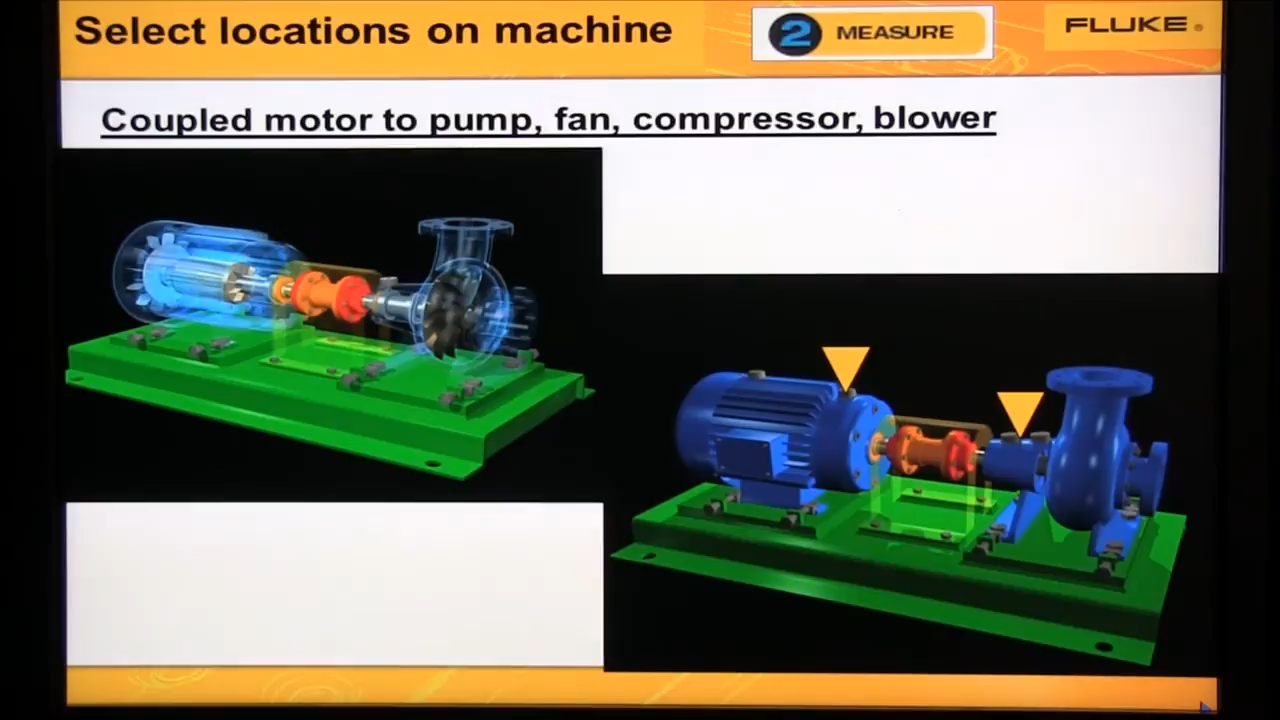 Select locations on machine
2 MEASURE
FLUKE®
Coupled motor to pump, fan, compressor, blower